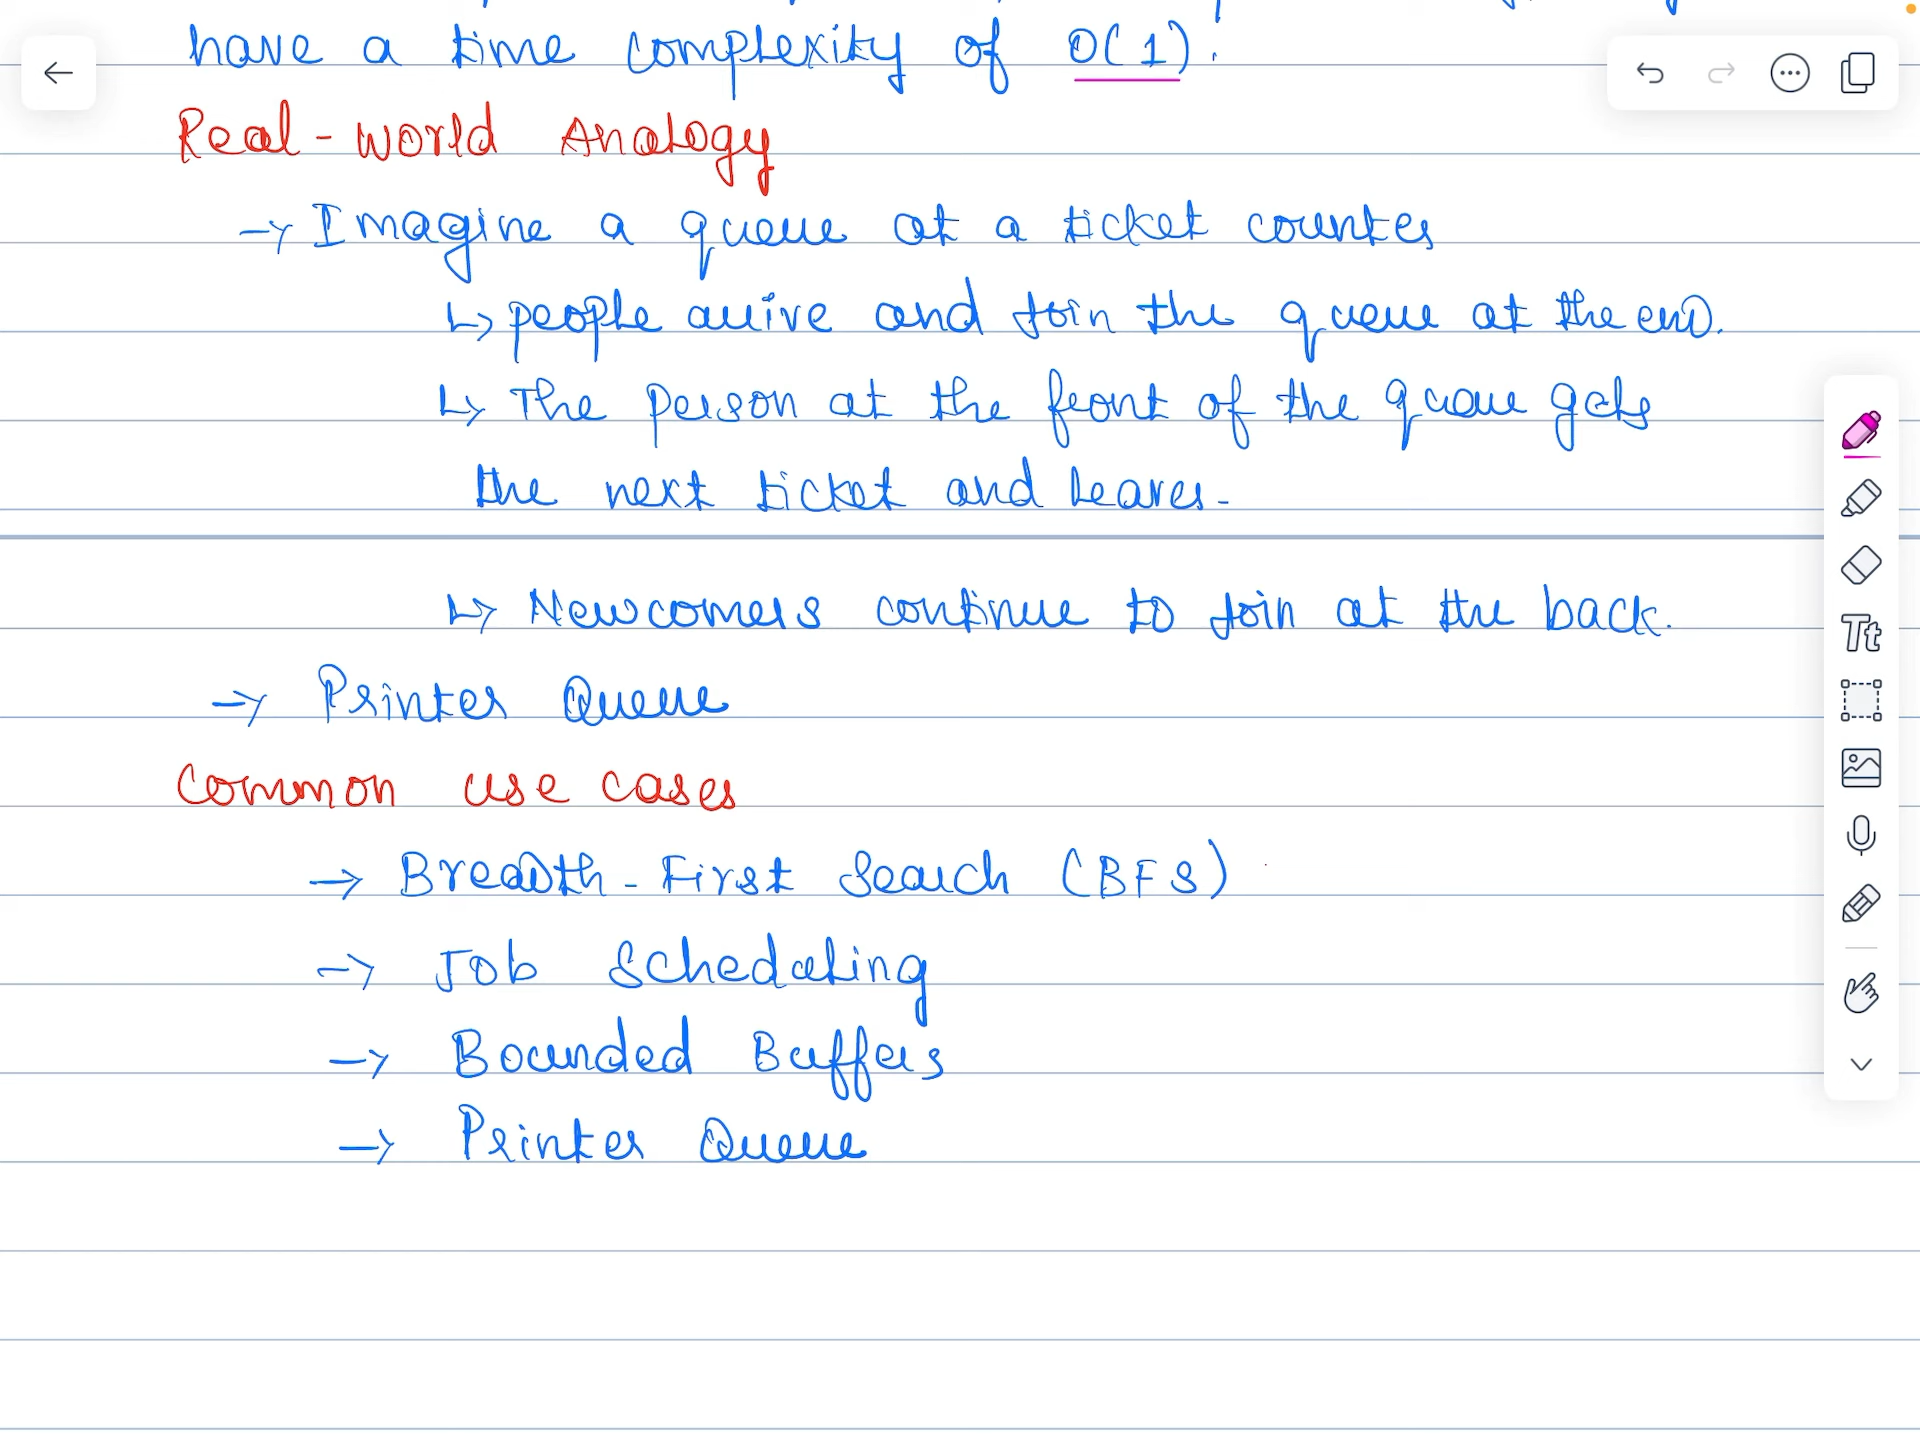 have a time complexity of O(1).
Real-World Analogy
→ Imagine a queue at a ticket counter
↳ people arrive and join the queue at the end.
↳ The person at the front of the queue gets
the next ticket and leaves.
↳ Newcomers continue to join at the back.
→ Printer Queue
Common use cases
→ Breadth-First Search (BFS)
→ Job Scheduling
→ Bounded Buffers
→ Printer Queue
Tt